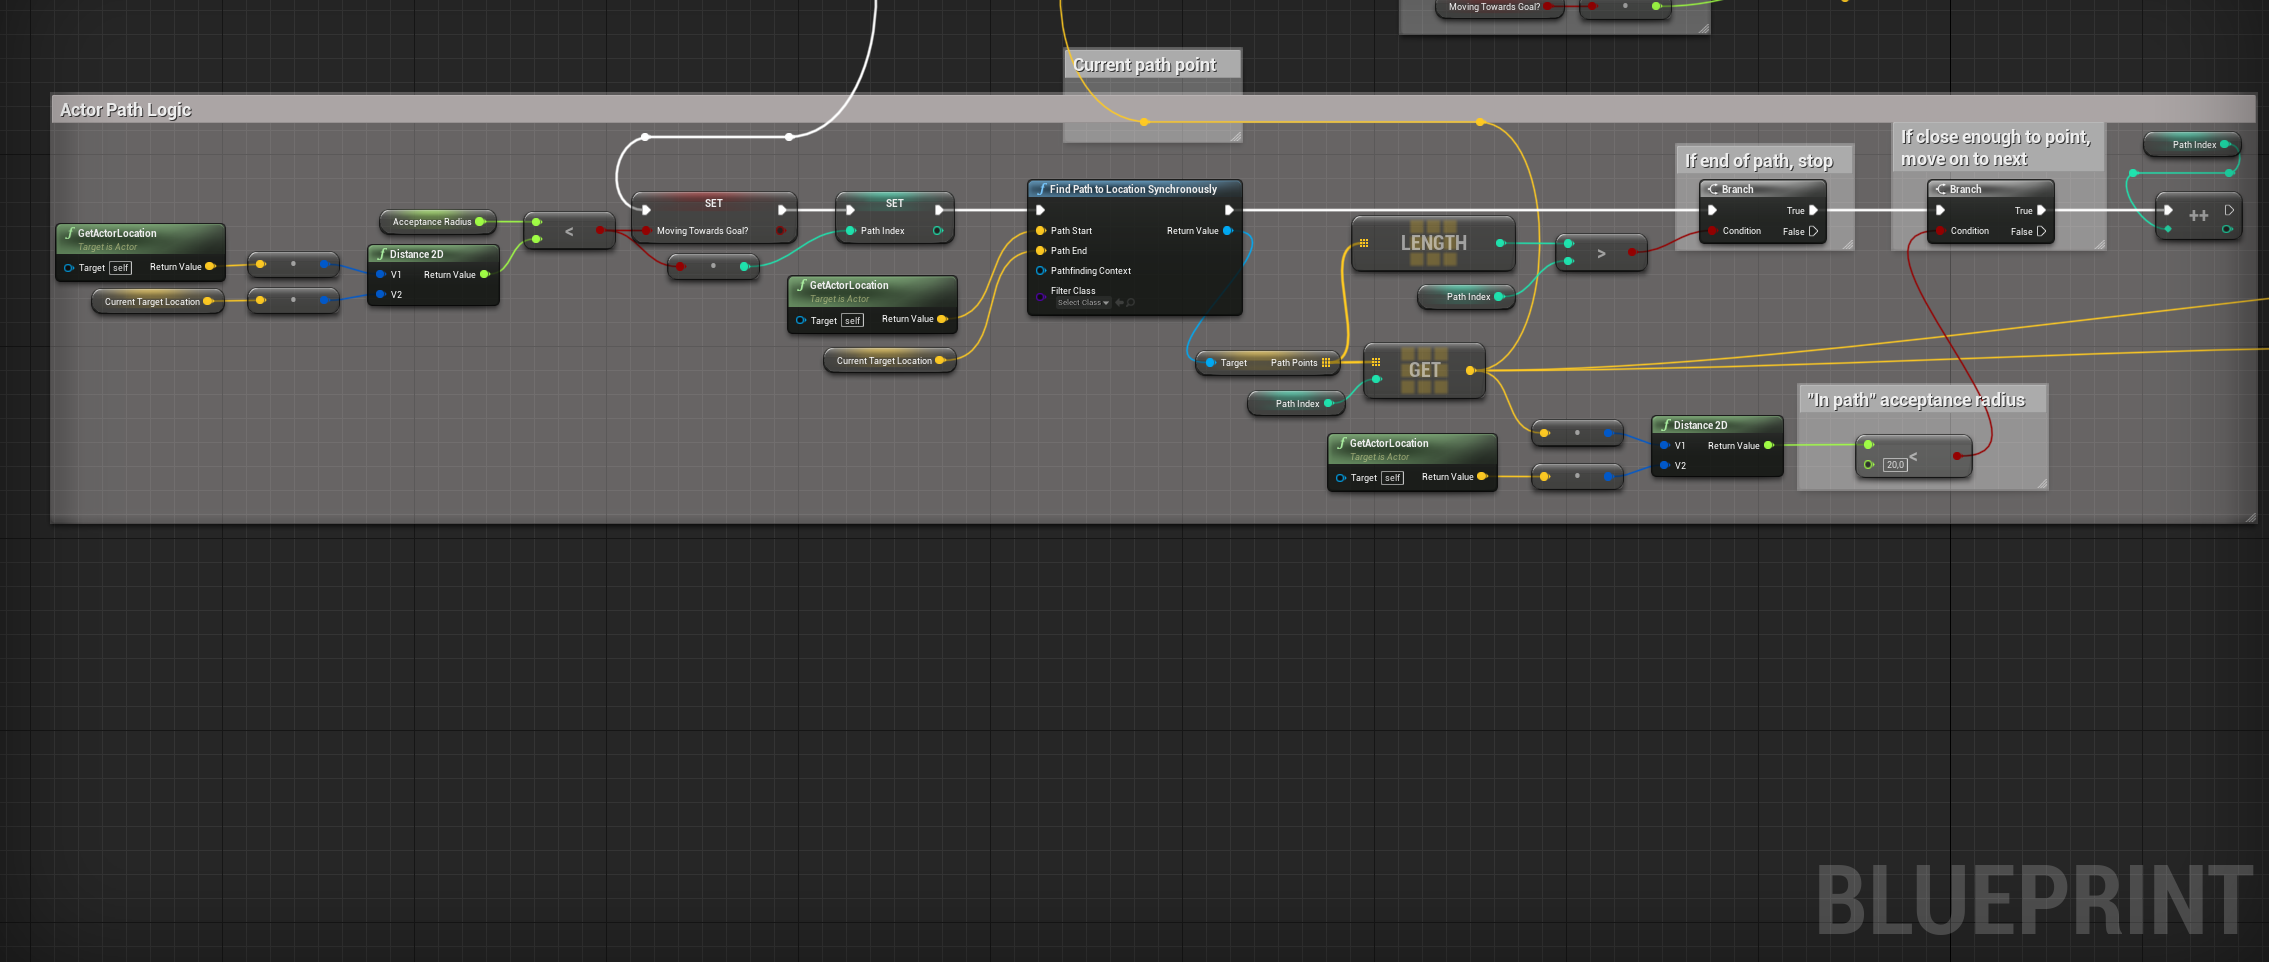 Moving Towards Goal?
Current path point
Actor Path Logic
If close enough to point,
move on to next
Path Index
If end of path, stop
Branch
True
Condition
False
Branch
True
Condition
False
++
SET
Moving Towards Goal?
SET
Path Index
Find Path to Location Synchronously
Path Start
Return Value
Path End
Pathfinding Context
Filter Class
Select Class
Acceptance Radius
<
GetActorLocation
Target is Actor
Target self
Return Value
Distance 2D
V1
Return Value
V2
Current Target Location
LENGTH
>
Path Index
GetActorLocation
Target is Actor
Target self
Return Value
Current Target Location
Target
Path Points
GET
Path Index
"In path" acceptance radius
<
20,0
Distance 2D
V1
Return Value
V2
GetActorLocation
Target is Actor
Target self
Return Value
BLUEPRINT